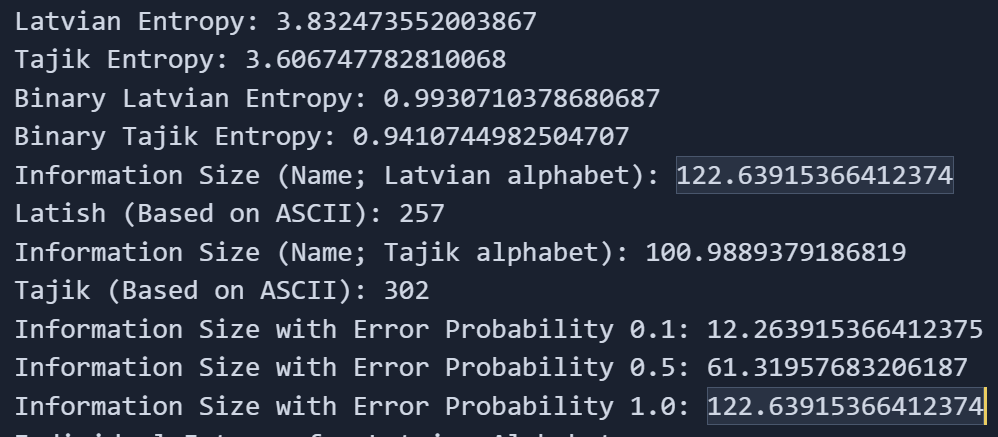 Latvian Entropy: 3.832473552003867
Tajik Entropy: 3.606747782810068
Binary Latvian Entropy: 0.9930710378680687
Binary Tajik Entropy: 0.9410744982504707
Information Size (Name; Latvian alphabet): 122.63915366412374
Latish (Based on ASCII): 257
Information Size (Name; Tajik alphabet): 100.9889379186819
Tajik (Based on ASCII): 302
Information Size with Error Probability 0.1: 12.263915366412375
Information Size with Error Probability 0.5: 61.31957683206187
Information Size with Error Probability 1.0: 122.63915366412374